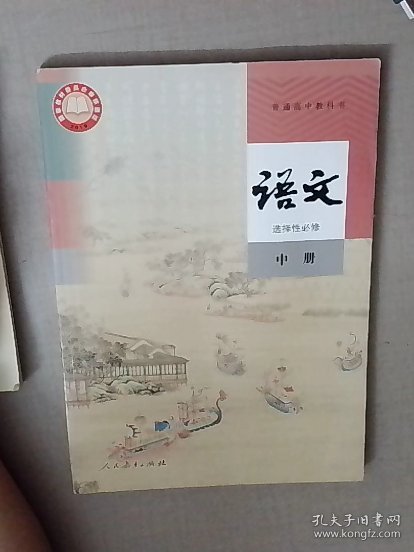 普通高中教科书
语文
选择性必修
中册
2019
人民教育出版社
孔夫子旧书网
www.kongfz.com